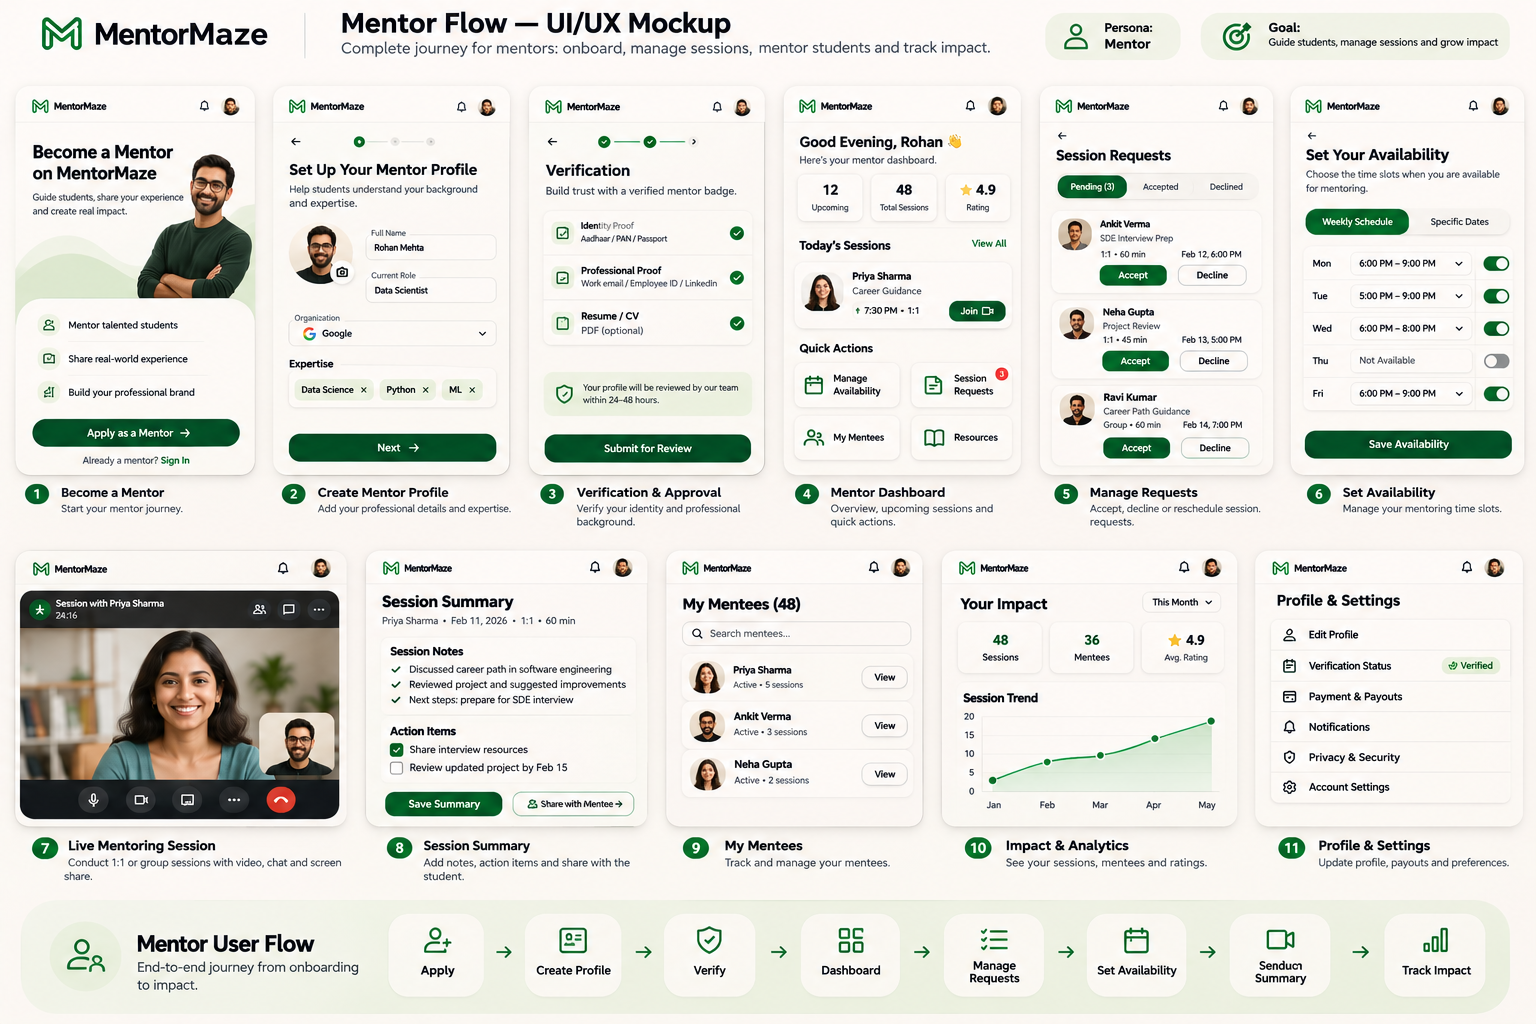 MentorMaze
Mentor Flow — UI/UX Mockup
Complete journey for mentors: onboard, manage sessions, mentor students and track impact.
Persona:
Mentor
Goal:
Guide students, manage sessions and grow impact
MentorMaze
Become a Mentor
on MentorMaze
Guide students, share your experience
and create real impact.
Mentor talented students
Share real-world experience
Build your professional brand
Apply as a Mentor →
Already a mentor? Sign In
1 Become a Mentor
Start your mentor journey.
MentorMaze
←
Set Up Your Mentor Profile
Help students understand your background
and expertise.
Full Name
Rohan Mehta
Current Role
Data Scientist
Organization
G Google
Expertise
Data Science × Python × ML ×
Next →
2 Create Mentor Profile
Add your professional details and expertise.
MentorMaze
←
Verification
Build trust with a verified mentor badge.
Identity Proof
Aadhaar / PAN / Passport
Professional Proof
Work email / Employee ID / LinkedIn
Resume / CV
PDF (optional)
Your profile will be reviewed by our team
within 24–48 hours.
Submit for Review
3 Verification & Approval
Verify your identity and professional
background.
MentorMaze
Good Evening, Rohan 👋
Here's your mentor dashboard.
12 48 ⭐ 4.9
Upcoming Total Sessions Rating
Today's Sessions View All
Priya Sharma
Career Guidance
↑ 7:30 PM • 1:1 Join
Quick Actions
Manage
Availability
Session
Requests
3
My Mentees
Resources
4 Mentor Dashboard
Overview, upcoming sessions and
quick actions.
MentorMaze
←
Session Requests
Pending (3) Accepted Declined
Ankit Verma
SDE Interview Prep
1:1 • 60 min Feb 12, 6:00 PM
Accept Decline
Neha Gupta
Project Review
1:1 • 45 min Feb 13, 5:00 PM
Accept Decline
Ravi Kumar
Career Path Guidance
Group • 60 min Feb 14, 7:00 PM
Accept Decline
5 Manage Requests
Accept, decline or reschedule session.
requests.
MentorMaze
←
Set Your Availability
Choose the time slots when you are available
for mentoring.
Weekly Schedule Specific Dates
Mon 6:00 PM – 9:00 PM
Tue 5:00 PM – 9:00 PM
Wed 6:00 PM – 8:00 PM
Thu Not Available
Fri 6:00 PM – 9:00 PM
Save Availability
6 Set Availability
Manage your mentoring time slots.
MentorMaze
Session with Priya Sharma
24:16
7 Live Mentoring Session
Conduct 1:1 or group sessions with video, chat and screen
share.
MentorMaze
Session Summary
Priya Sharma • Feb 11, 2026 • 1:1 • 60 min
Session Notes
Discussed career path in software engineering
Reviewed project and suggested improvements
Next steps: prepare for SDE interview
Action Items
Share interview resources
Review updated project by Feb 15
Save Summary Share with Mentee →
8 Session Summary
Add notes, action items and share with the
student.
MentorMaze
My Mentees (48)
Search mentees...
Priya Sharma
Active • 5 sessions
View
Ankit Verma
Active • 3 sessions
View
Neha Gupta
Active • 2 sessions
View
9 My Mentees
Track and manage your mentees.
MentorMaze
Your Impact This Month
48 36 ⭐ 4.9
Sessions Mentees Avg. Rating
Session Trend
20
15
10
5
0
Jan Feb Mar Apr May
10 Impact & Analytics
See your sessions, mentees and ratings.
MentorMaze
Profile & Settings
Edit Profile
Verification Status Verified
Payment & Payouts
Notifications
Privacy & Security
Account Settings
11 Profile & Settings
Update profile, payouts and preferences.
Mentor User Flow
End-to-end journey from onboarding
to impact.
Apply
→
Create Profile
→
Verify
→
Dashboard
→
Manage
Requests
→
Set Availability
→
Senducn
Summary
→
Track Impact